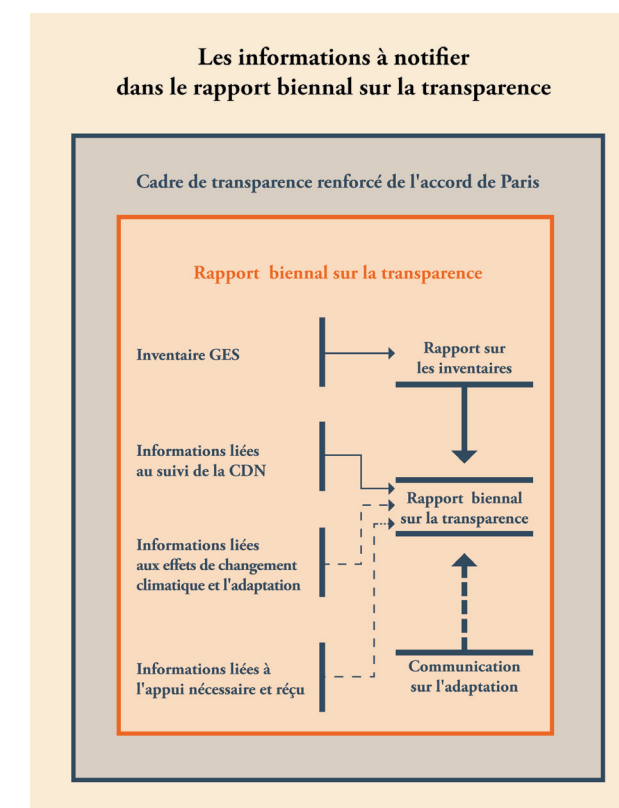 Les informations à notifier
dans le rapport biennal sur la transparence
Cadre de transparence renforcé de l'accord de Paris
Rapport biennal sur la transparence
Inventaire GES
Rapport sur
les inventaires
Informations liées
au suivi de la CDN
Rapport biennal
sur la transparence
Informations liées
aux effets de changement
climatique et l'adaptation
Informations liées à
l'appui nécessaire et réçu
Communication
sur l'adaptation